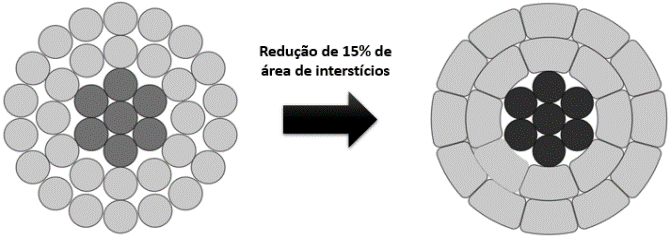 Redução de 15% de
área de interstícios